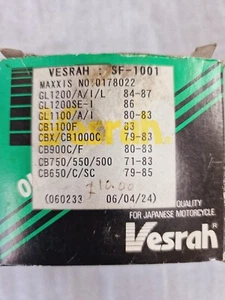 VESRAH SF-1001
MAXXIS NO:0178022
GL1200/A/I/L 84-87
GL1200SE-I 86
GL1100/A/I 80-83
CB1100F 83
CBX/CB1000C 79-83
CB900C/F 80-83
CB750/550/500 71-83
CB650/C/SC 79-85
(060233 06/04/24)
QUALITY
FOR JAPANESE MOTORCYCLE
Vesrah